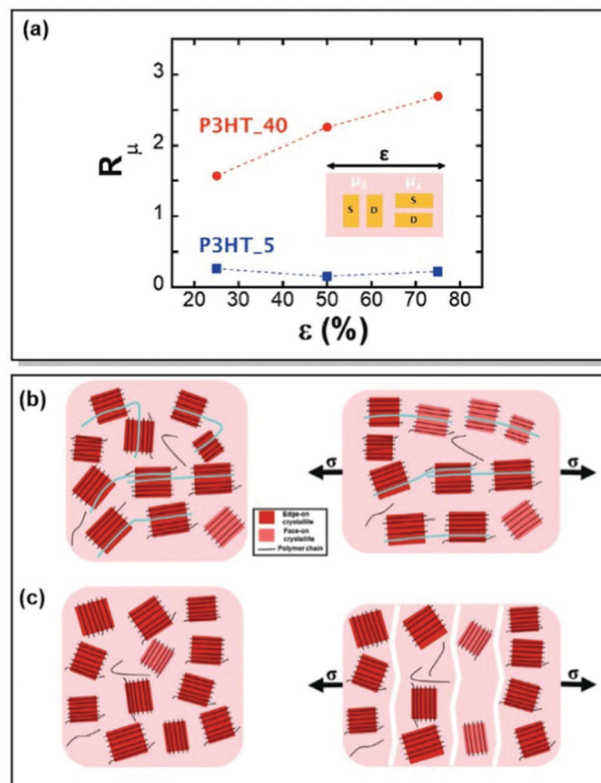 (a)
3
2
1
0
R_μ
P3HT_40
ε
μ∥ μ⊥
S D S
D
P3HT_5
20 30 40 50 60 70 80
ε (%)
(b)
σ σ
Edge-on
crystallite
Face-on
crystallite
Polymer chain
(c)
σ σ